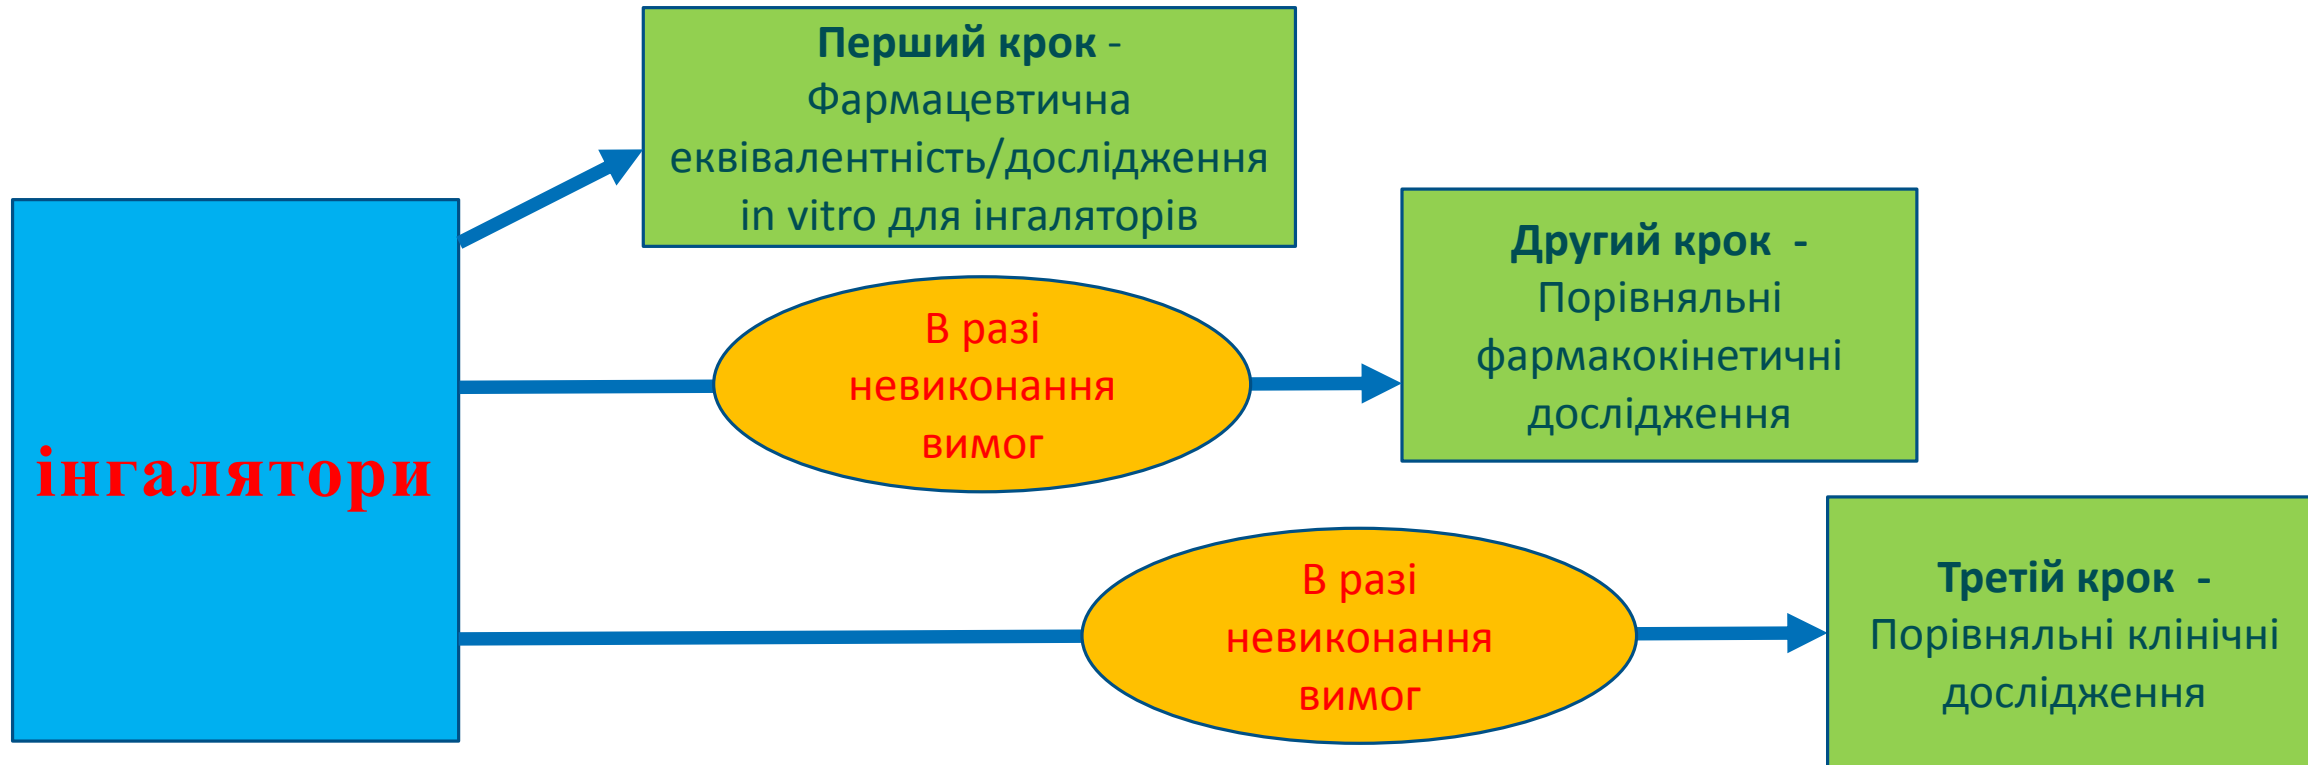 Перший крок -
Фармацевтична
еквівалентність/дослідження
in vitro для інгаляторів
Другий крок -
Порівняльні
фармакокінетичні
дослідження
В разі
невиконання
вимог
інгалятори
В разі
невиконання
вимог
Третій крок -
Порівняльні клінічні
дослідження